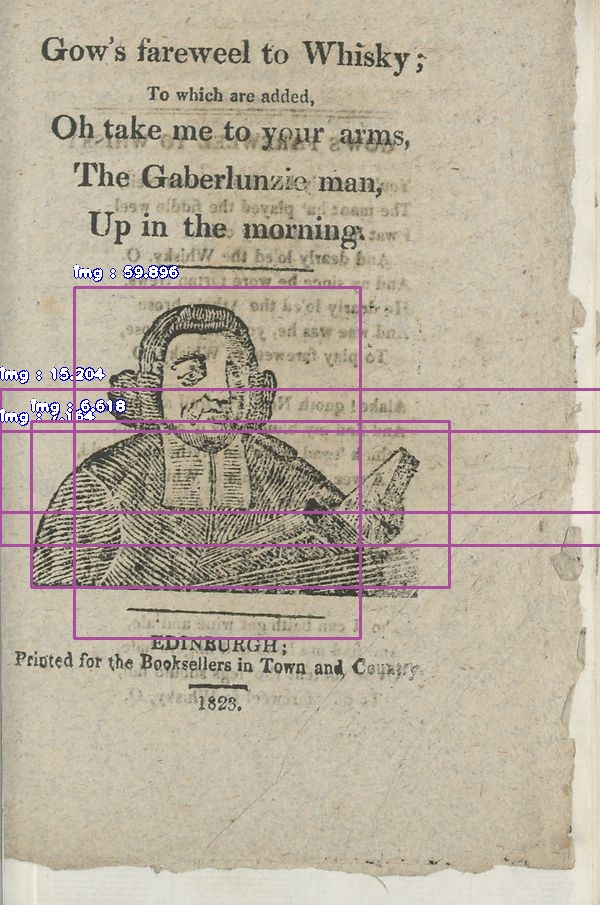 Gow's fareweel to Whisky;
To which are added,
Oh take me to your arms,
The Gaberlunzie man,
Up in the morning.
img : 59.896
img : 15.204
img : 6.618
img :
EDINBURGH;
Printed for the Booksellers in Town and Country.
1823.